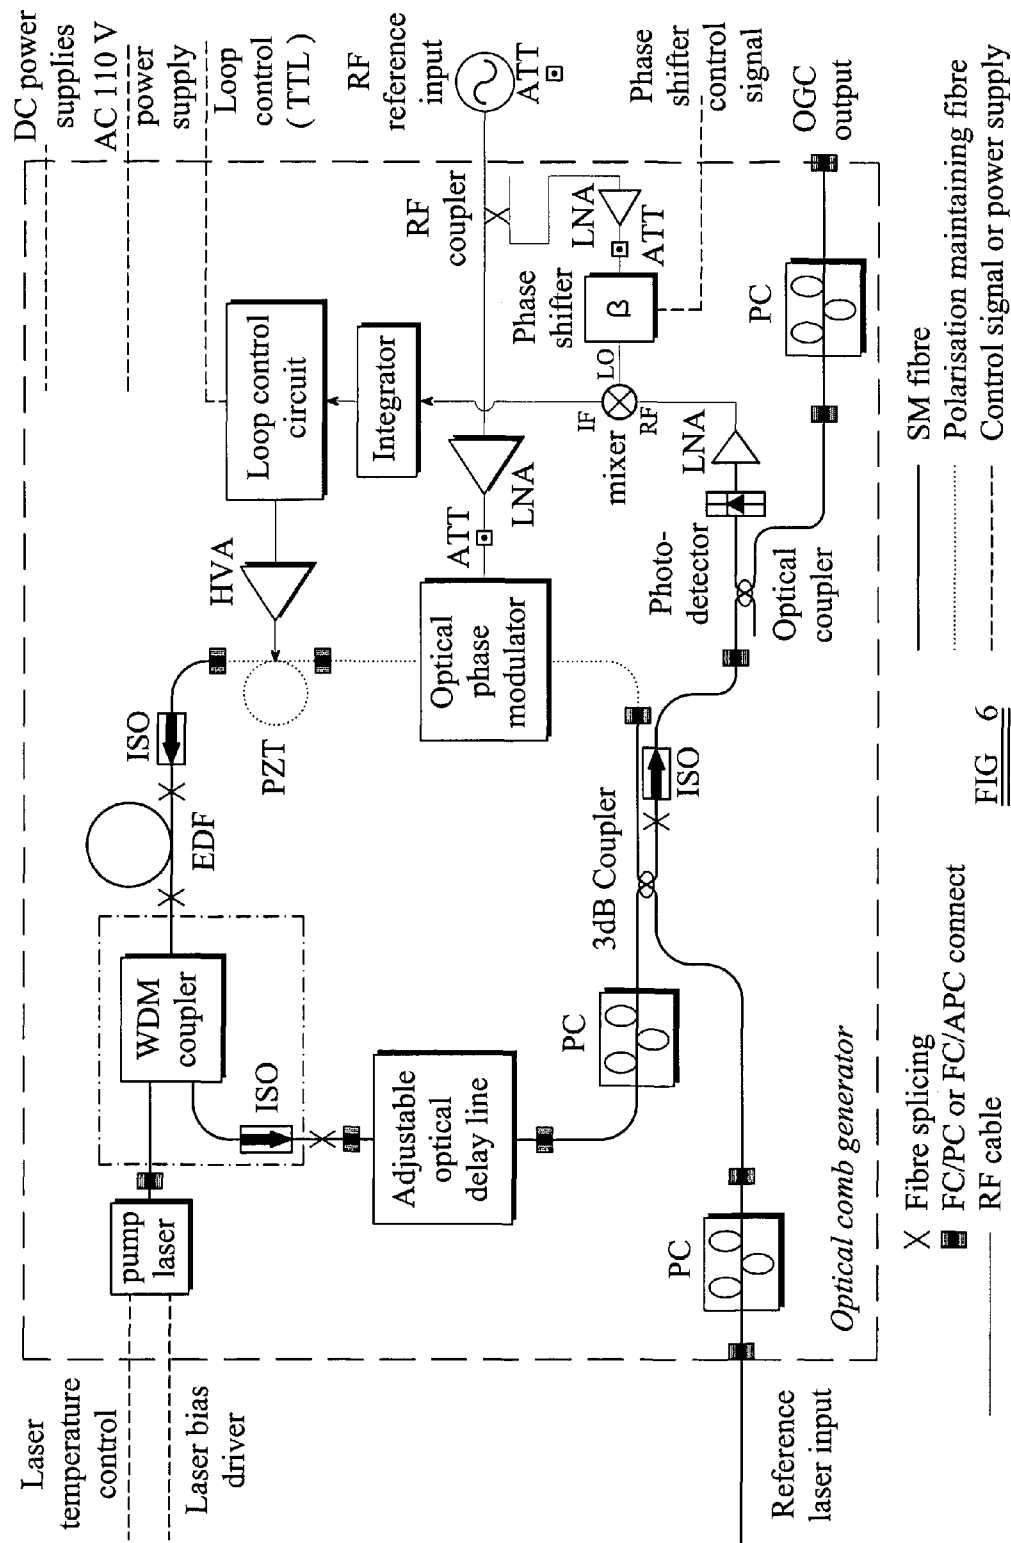 DC power
supplies
AC 110 V
power
supply
Loop
control
( TTL )
RF
reference
input
ATT
Phase
shifter
control
signal
OGC
output
RF
coupler
LNA
ATT
Phase
shifter
β
LO
IF
RF
mixer
Loop control
circuit
Integrator
HVA
LNA
ATT
LNA
PC
Photo-
detector
Optical
coupler
Optical
phase
modulator
PZT
ISO
EDF
ISO
3dB Coupler
WDM
coupler
ISO
PC
Adjustable
optical
delay line
pump
laser
PC
Optical comb generator
Laser
temperature
control
Laser bias
driver
Reference
laser input
Fibre splicing
FC/PC or FC/APC connect
RF cable
SM fibre
Polarisation maintaining fibre
Control signal or power supply
FIG 6